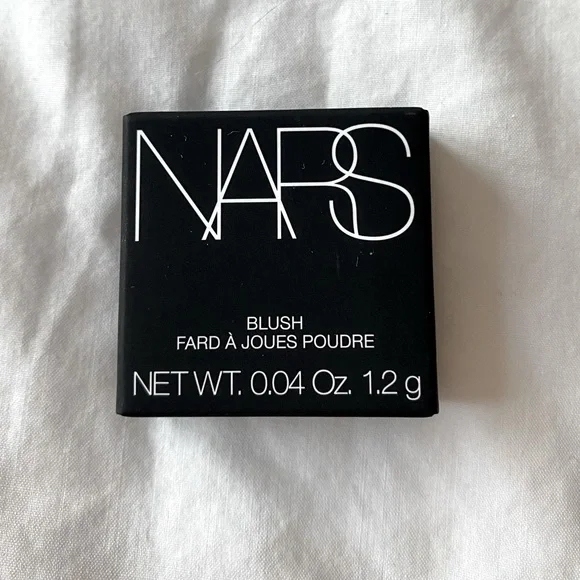 NARS
BLUSH
FARD À JOUES POUDRE
NET WT. 0.04 Oz. 1.2 g